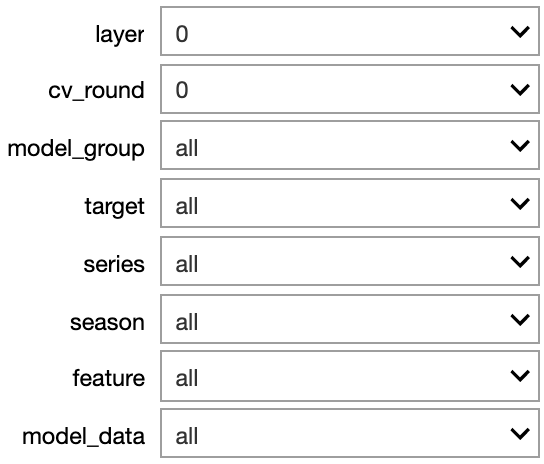 layer 0
cv_round 0
model_group all
target all
series all
season all
feature all
model_data all